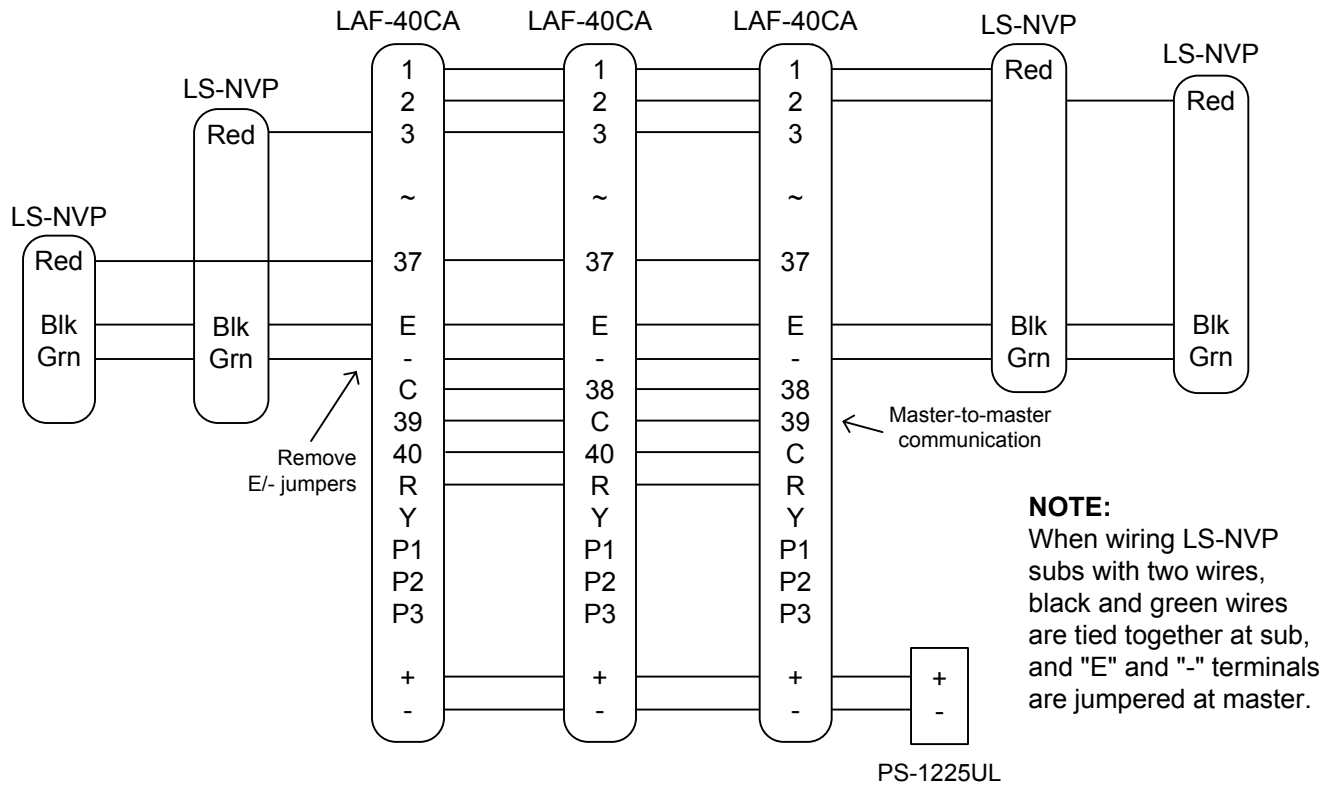 LAF-40CA LAF-40CA LAF-40CA LS-NVP LS-NVP
LS-NVP
LS-NVP
1 1 1 Red
2 2 2 Red
Red 3 3 3
~ ~ ~
Red 37 37 37
Blk Blk E E E Blk Blk
Grn Grn - - - Grn Grn
C 38 38
39 C 39
40 40 C
R R R
Y Y Y
P1 P1 P1
P2 P2 P2
P3 P3 P3
+ + + +
- - - -
PS-1225UL
Remove
E/- jumpers
Master-to-master
communication
NOTE:
When wiring LS-NVP
subs with two wires,
black and green wires
are tied together at sub,
and "E" and "-" terminals
are jumpered at master.